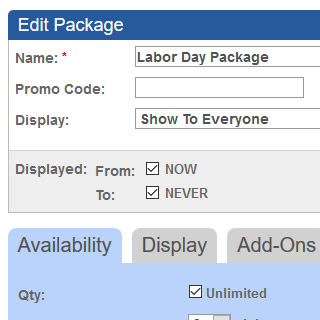 Edit Package
Name: * Labor Day Package
Promo Code:
Display: Show To Everyone
Displayed: From: NOW
To: NEVER
Availability Display Add-Ons
Qty: Unlimited